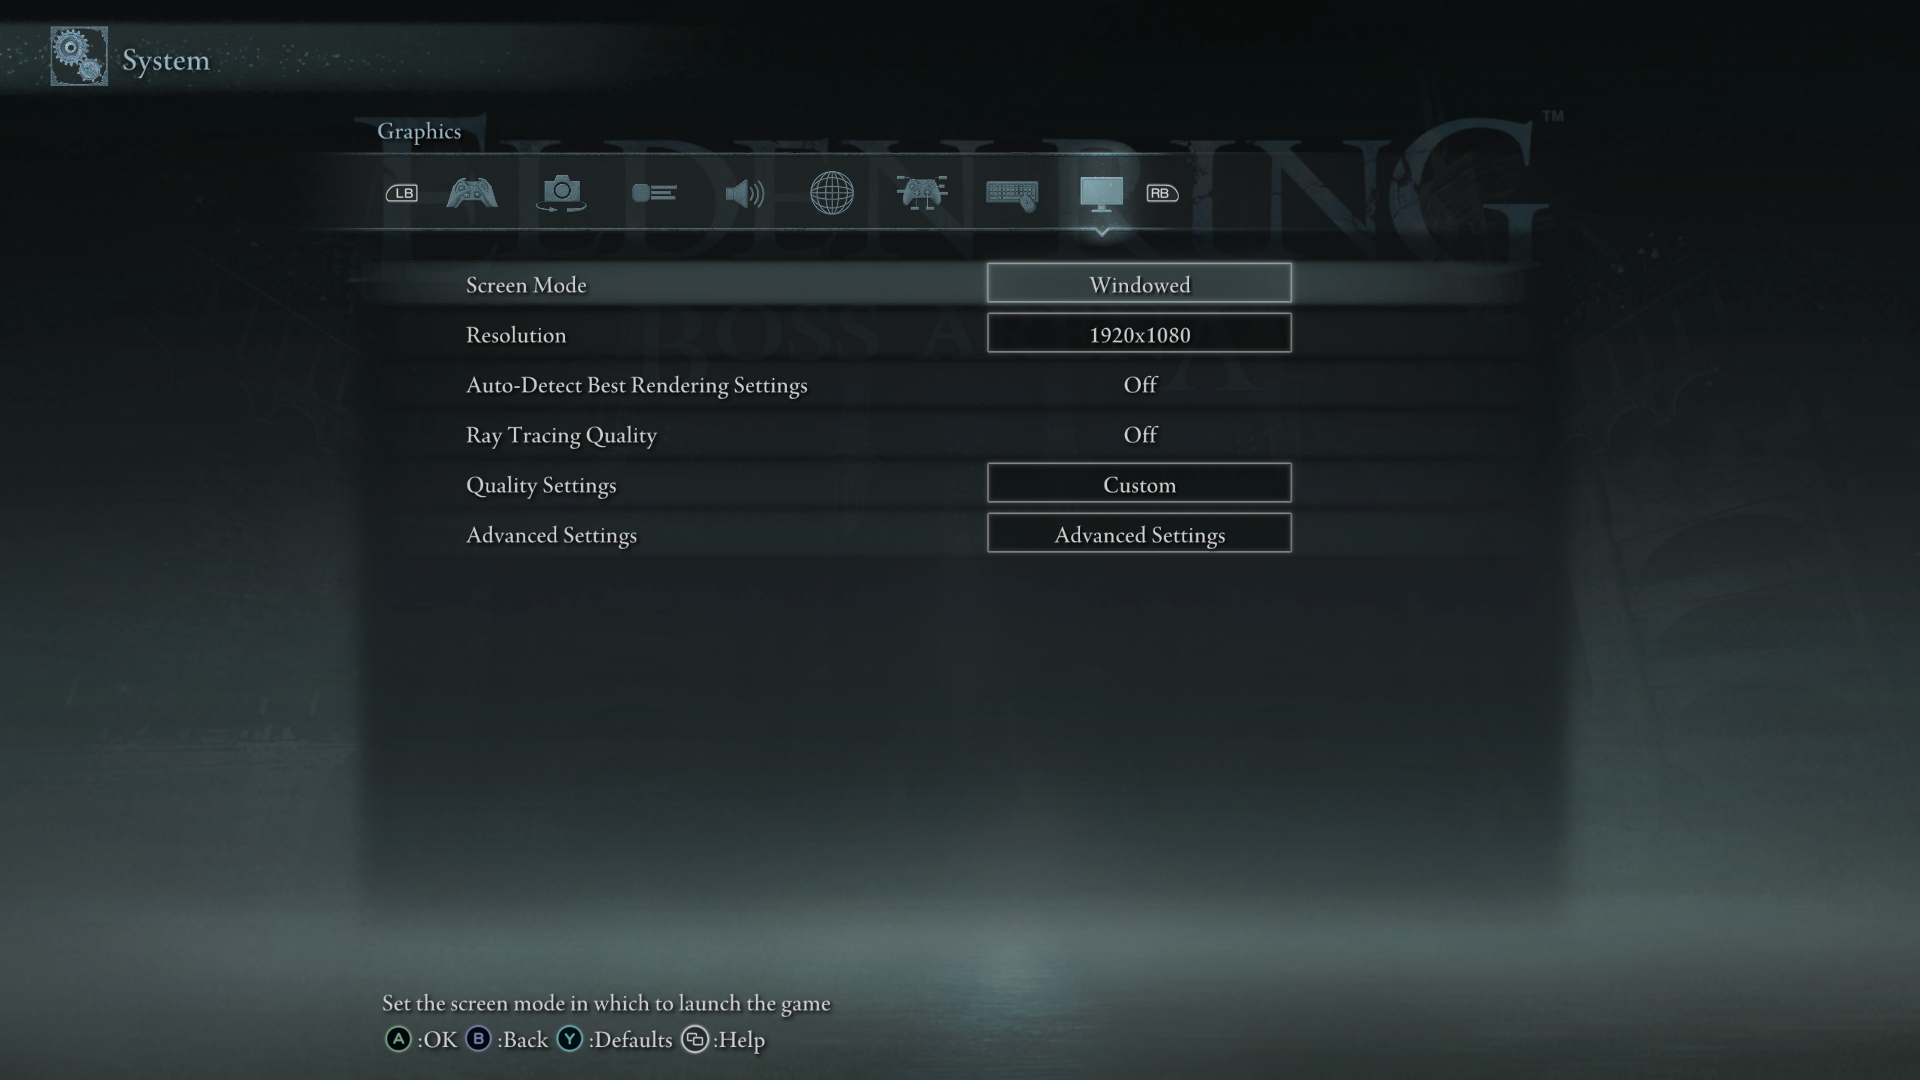 System
ELDEN RING™
Graphics
LB
RB
Screen Mode Windowed
Resolution 1920x1080
Auto-Detect Best Rendering Settings Off
Ray Tracing Quality Off
Quality Settings Custom
Advanced Settings Advanced Settings
Set the screen mode in which to launch the game
A :OK B :Back Y :Defaults :Help